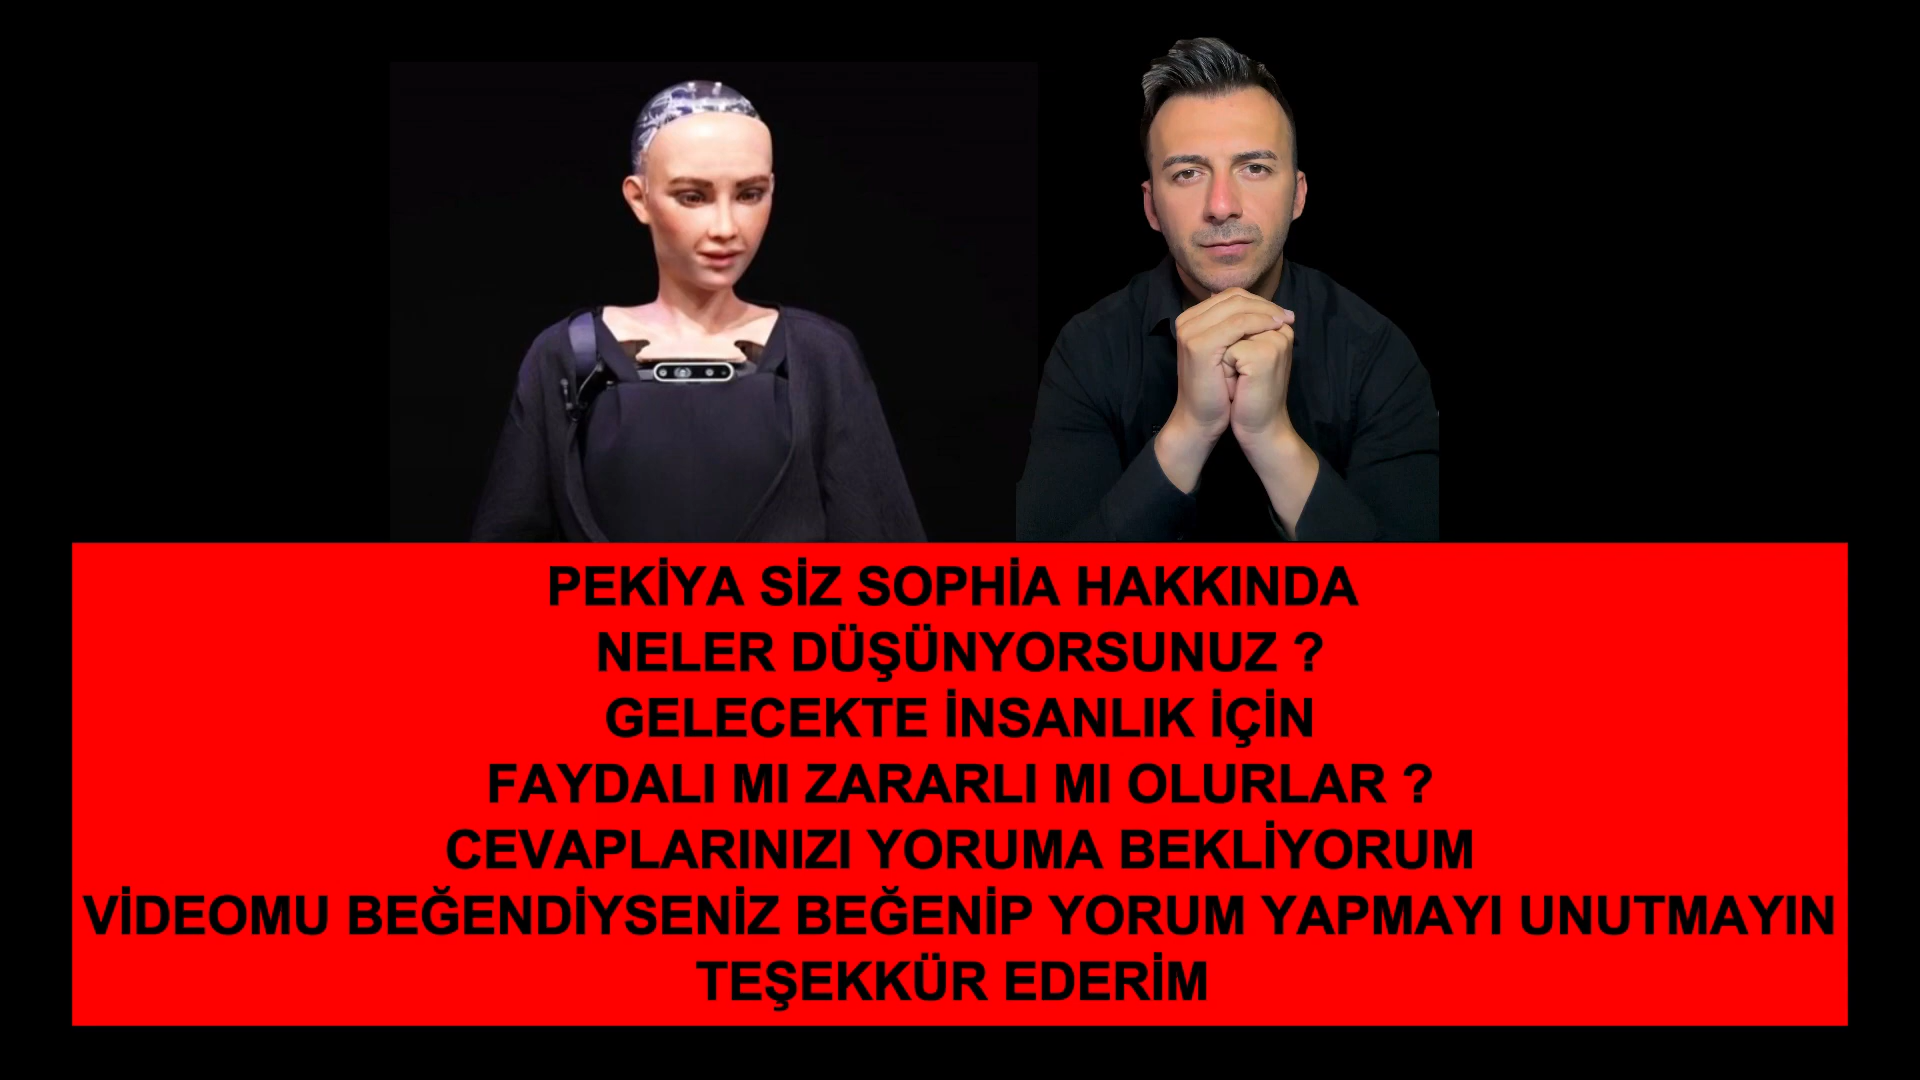 PEKİYA SİZ SOPHİA HAKKINDA
NELER DÜŞÜNYORSUNUZ ?
GELECEKTE İNSANLIK İÇİN
FAYDALI MI ZARARLI MI OLURLAR ?
CEVAPLARINIZI YORUMA BEKLİYORUM
VİDEOMU BEĞENDİYSENİZ BEĞENİP YORUM YAPMAYI UNUTMAYIN
TEŞEKKÜR EDERİM